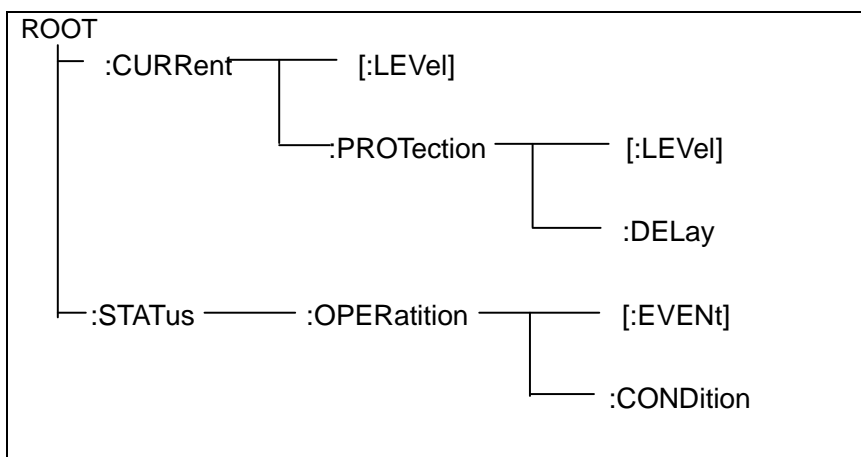 ROOT
:CURRent [:LEVel]
:PROTection [:LEVel]
:DELay
:STATus :OPERatition [:EVENt]
:CONDition